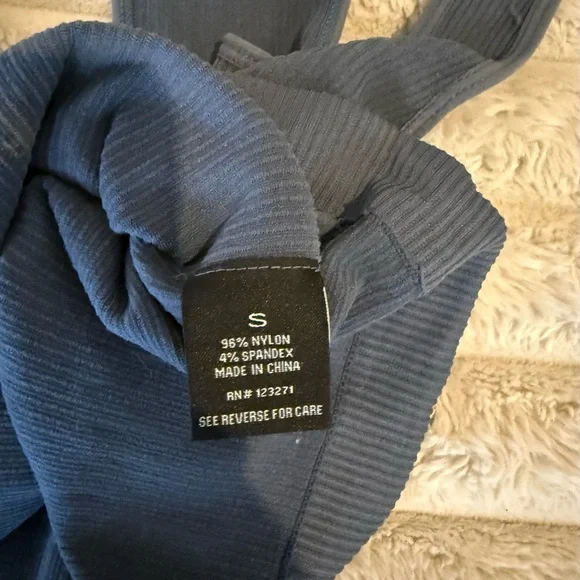 S
96% NYLON
4% SPANDEX
MADE IN CHINA
RN# 123271
SEE REVERSE FOR CARE